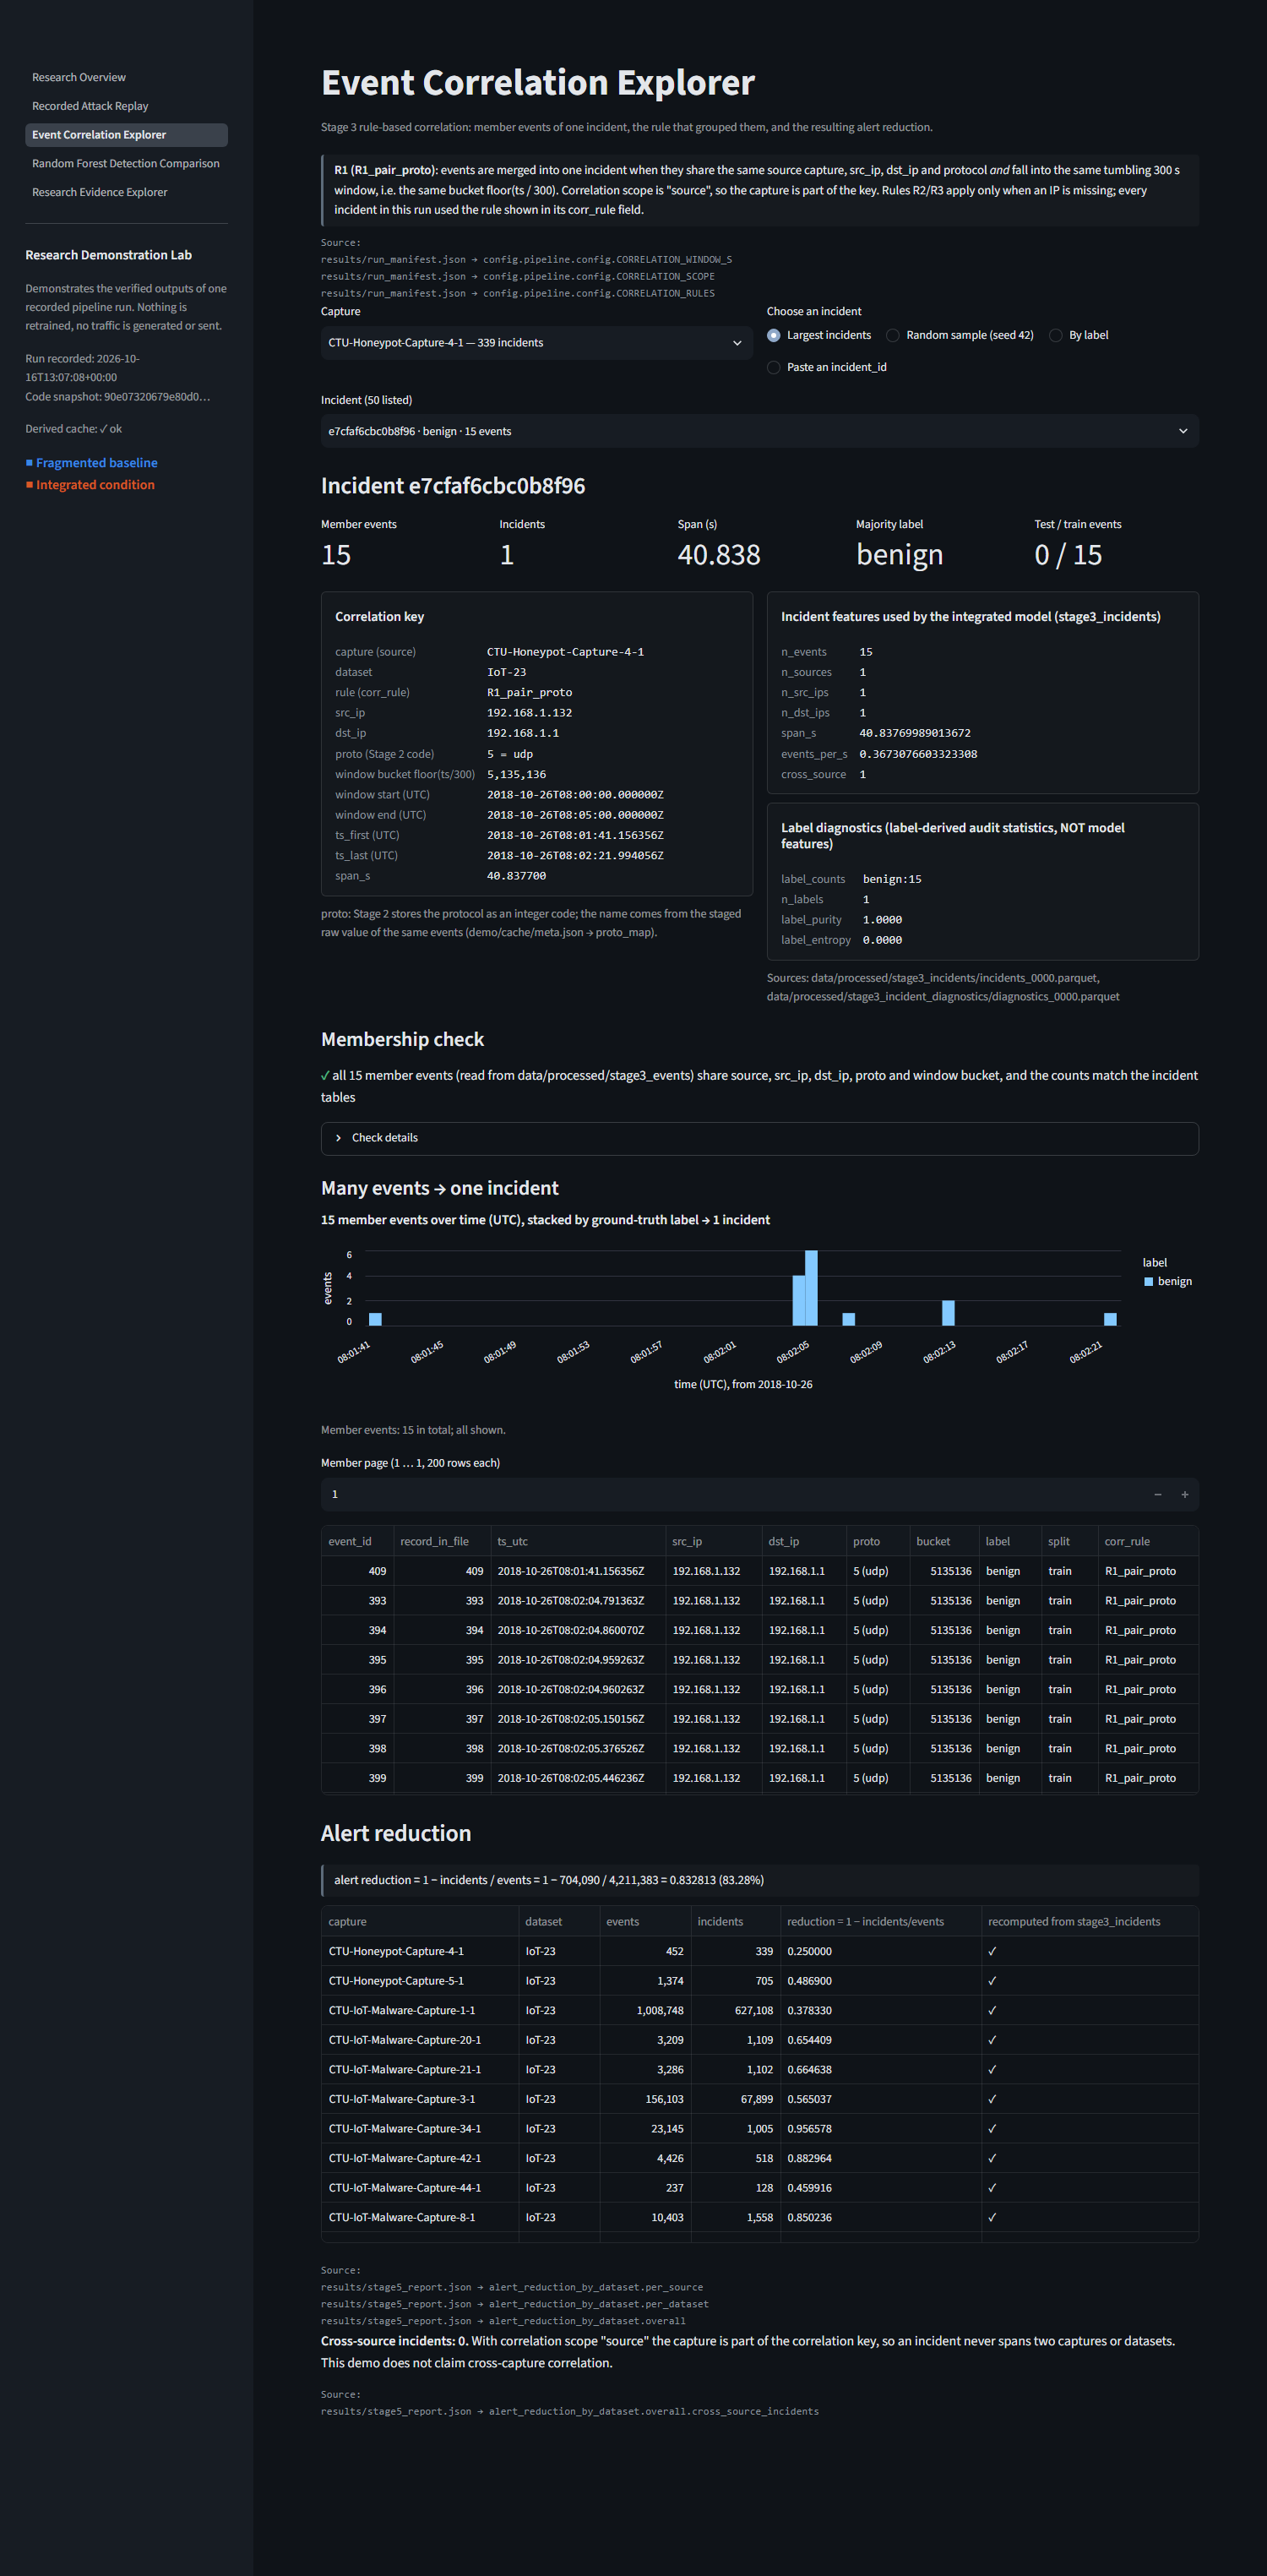 Research Overview
Recorded Attack Replay
Event Correlation Explorer
Random Forest Detection Comparison
Research Evidence Explorer
Research Demonstration Lab
Demonstrates the verified outputs of one
recorded pipeline run. Nothing is
retrained, no traffic is generated or sent.
Run recorded: 2026-10-
16T13:07:08+00:00
Code snapshot: 90e07320679e80d0…
Derived cache: ✓ ok
■ Fragmented baseline
■ Integrated condition
Event Correlation Explorer
Stage 3 rule-based correlation: member events of one incident, the rule that grouped them, and the resulting alert reduction.
R1 (R1_pair_proto): events are merged into one incident when they share the same source capture, src_ip, dst_ip and protocol and fall into the same tumbling 300 s
window, i.e. the same bucket floor(ts / 300). Correlation scope is "source", so the capture is part of the key. Rules R2/R3 apply only when an IP is missing; every
incident in this run used the rule shown in its corr_rule field.
Source:
results/run_manifest.json → config.pipeline.config.CORRELATION_WINDOW_S
results/run_manifest.json → config.pipeline.config.CORRELATION_SCOPE
results/run_manifest.json → config.pipeline.config.CORRELATION_RULES
Capture
CTU-Honeypot-Capture-4-1 — 339 incidents
Choose an incident
Largest incidents Random sample (seed 42) By label
Paste an incident_id
Incident (50 listed)
e7cfaf6cbc0b8f96 · benign · 15 events
Incident e7cfaf6cbc0b8f96
Member events Incidents Span (s) Majority label Test / train events
15 1 40.838 benign 0 / 15
Correlation key
capture (source) CTU-Honeypot-Capture-4-1
dataset IoT-23
rule (corr_rule) R1_pair_proto
src_ip 192.168.1.132
dst_ip 192.168.1.1
proto (Stage 2 code) 5 = udp
window bucket floor(ts/300) 5,135,136
window start (UTC) 2018-10-26T08:00:00.000000Z
window end (UTC) 2018-10-26T08:05:00.000000Z
ts_first (UTC) 2018-10-26T08:01:41.156356Z
ts_last (UTC) 2018-10-26T08:02:21.994056Z
span_s 40.837700
proto: Stage 2 stores the protocol as an integer code; the name comes from the staged
raw value of the same events (demo/cache/meta.json → proto_map).
Incident features used by the integrated model (stage3_incidents)
n_events 15
n_sources 1
n_src_ips 1
n_dst_ips 1
span_s 40.83769989013672
events_per_s 0.3673076603323308
cross_source 1
Label diagnostics (label-derived audit statistics, NOT model
features)
label_counts benign:15
n_labels 1
label_purity 1.0000
label_entropy 0.0000
Sources: data/processed/stage3_incidents/incidents_0000.parquet,
data/processed/stage3_incident_diagnostics/diagnostics_0000.parquet
Membership check
✓ all 15 member events (read from data/processed/stage3_events) share source, src_ip, dst_ip, proto and window bucket, and the counts match the incident
tables
Check details
Many events → one incident
15 member events over time (UTC), stacked by ground-truth label → 1 incident
events
6
4
2
0
08:01:41 08:01:45 08:01:49 08:01:53 08:01:57 08:02:01 08:02:05 08:02:09 08:02:13 08:02:17 08:02:21
time (UTC), from 2018-10-26
label
benign
Member events: 15 in total; all shown.
Member page (1 … 1, 200 rows each)
1
event_id record_in_file ts_utc src_ip dst_ip proto bucket label split corr_rule
409 409 2018-10-26T08:01:41.156356Z 192.168.1.132 192.168.1.1 5 (udp) 5135136 benign train R1_pair_proto
393 393 2018-10-26T08:02:04.791363Z 192.168.1.132 192.168.1.1 5 (udp) 5135136 benign train R1_pair_proto
394 394 2018-10-26T08:02:04.860070Z 192.168.1.132 192.168.1.1 5 (udp) 5135136 benign train R1_pair_proto
395 395 2018-10-26T08:02:04.959263Z 192.168.1.132 192.168.1.1 5 (udp) 5135136 benign train R1_pair_proto
396 396 2018-10-26T08:02:04.960263Z 192.168.1.132 192.168.1.1 5 (udp) 5135136 benign train R1_pair_proto
397 397 2018-10-26T08:02:05.150156Z 192.168.1.132 192.168.1.1 5 (udp) 5135136 benign train R1_pair_proto
398 398 2018-10-26T08:02:05.376526Z 192.168.1.132 192.168.1.1 5 (udp) 5135136 benign train R1_pair_proto
399 399 2018-10-26T08:02:05.446236Z 192.168.1.132 192.168.1.1 5 (udp) 5135136 benign train R1_pair_proto
Alert reduction
alert reduction = 1 − incidents / events = 1 − 704,090 / 4,211,383 = 0.832813 (83.28%)
capture dataset events incidents reduction = 1 − incidents/events recomputed from stage3_incidents
CTU-Honeypot-Capture-4-1 IoT-23 452 339 0.250000 ✓
CTU-Honeypot-Capture-5-1 IoT-23 1,374 705 0.486900 ✓
CTU-IoT-Malware-Capture-1-1 IoT-23 1,008,748 627,108 0.378330 ✓
CTU-IoT-Malware-Capture-20-1 IoT-23 3,209 1,109 0.654409 ✓
CTU-IoT-Malware-Capture-21-1 IoT-23 3,286 1,102 0.664638 ✓
CTU-IoT-Malware-Capture-3-1 IoT-23 156,103 67,899 0.565037 ✓
CTU-IoT-Malware-Capture-34-1 IoT-23 23,145 1,005 0.956578 ✓
CTU-IoT-Malware-Capture-42-1 IoT-23 4,426 518 0.882964 ✓
CTU-IoT-Malware-Capture-44-1 IoT-23 237 128 0.459916 ✓
CTU-IoT-Malware-Capture-8-1 IoT-23 10,403 1,558 0.850236 ✓
Source:
results/stage5_report.json → alert_reduction_by_dataset.per_source
results/stage5_report.json → alert_reduction_by_dataset.per_dataset
results/stage5_report.json → alert_reduction_by_dataset.overall
Cross-source incidents: 0. With correlation scope "source" the capture is part of the correlation key, so an incident never spans two captures or datasets.
This demo does not claim cross-capture correlation.
Source:
results/stage5_report.json → alert_reduction_by_dataset.overall.cross_source_incidents